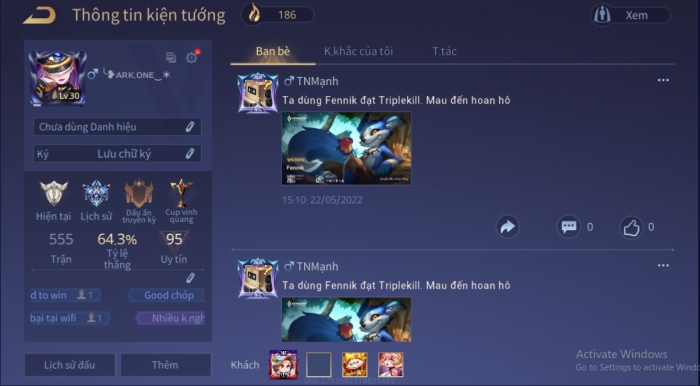 Thông tin kiện tướng
186
Xem
Bạn bè
K.khắc của tôi
T.tác
ARK,ONE
Lv.30
Chưa dùng Danh hiệu
Ký
Lưu chữ ký
Hiện tại
Lịch sử
Dấu ấn truyền kỳ
Cup vinh quang
555
64.3%
95
Trận
Tỷ lệ thắng
Uy tín
d to win
1
Good chóp
bại tại wifi
1
Nhiều k.ngh
Lịch sử đấu
Thêm
TNMạnh
Ta dùng Fennik đạt Triplekill. Mau đến hoan hô
Fennik
15:10 22/05/2022
0
0
TNMạnh
Ta dùng Fennik đạt Triplekill. Mau đến hoan hô
Khách
Activate Windows
Go to Settings to activate Wind